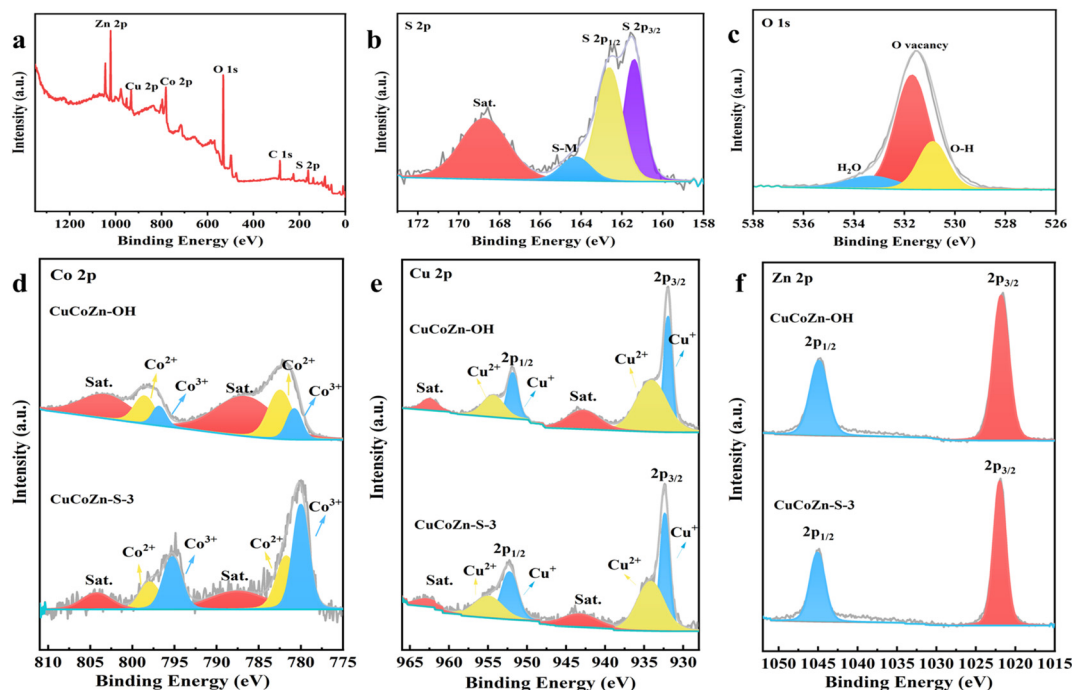 a
Zn 2p
Cu 2p
Co 2p
O 1s
C 1s
S 2p
Intensity (a.u.)
1200 1000 800 600 400 200 0
Binding Energy (eV)
b
S 2p
S 2p1/2
S 2p3/2
Sat.
S-M
Intensity (a.u.)
170 168 166 164 162 160 158
Binding Energy (eV)
c
O 1s
O vacancy
O-H
H2O
Intensity (a.u.)
538 536 534 532 530 528 526
Binding Energy (eV)
d
Co 2p
CuCoZn-OH
Sat.
Co2+
Co3+
Sat.
Co2+
Co3+
CuCoZn-S-3
Sat.
Co2+
Co3+
Sat.
Co2+
Co3+
Intensity (a.u.)
810 805 800 795 790 785 780 775
Binding Energy (eV)
e
Cu 2p
2p3/2
CuCoZn-OH
Sat.
Cu2+
2p1/2
Cu+
Sat.
Cu2+
Cu+
2p3/2
CuCoZn-S-3
Sat.
Cu2+
2p1/2
Cu+
Sat.
Cu2+
Cu+
Intensity (a.u.)
965 960 955 950 945 940 935 930
Binding Energy (eV)
f
Zn 2p
2p3/2
CuCoZn-OH
2p1/2
2p3/2
CuCoZn-S-3
2p1/2
Intensity (a.u.)
1050 1045 1040 1035 1030 1025 1020 1015
Binding Energy (eV)